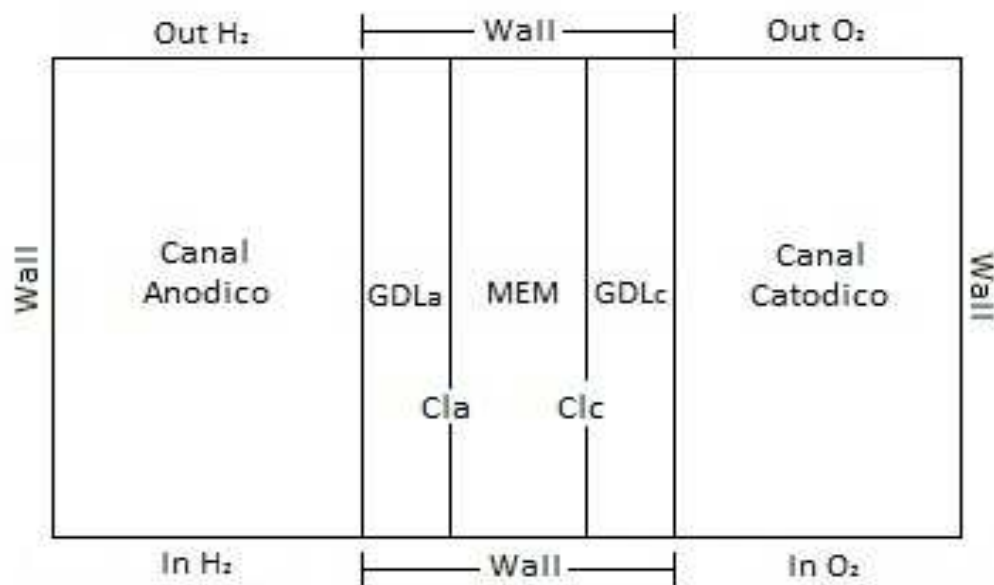 Out H₂
Wall
Out O₂
Wall
Canal
Anodico
GDLa
MEM
GDLc
Canal
Catodico
Wall
Cla
Clc
In H₂
Wall
In O₂